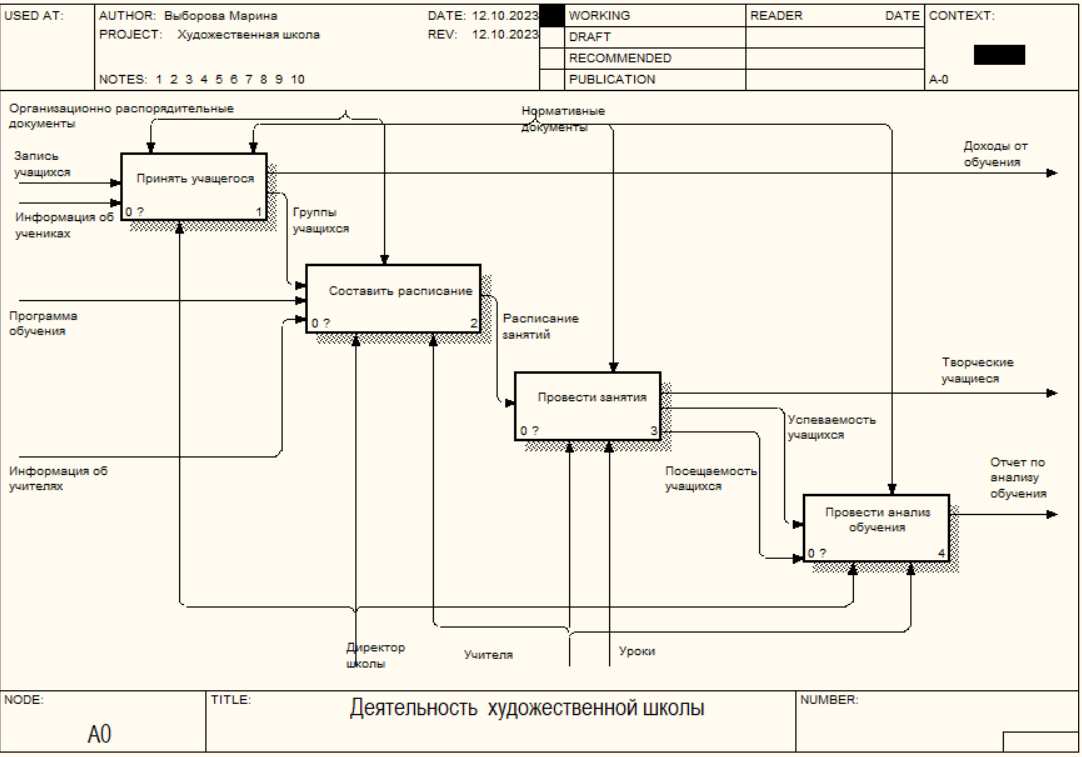 USED AT:
AUTHOR: Выборова Марина
DATE: 12.10.2023
WORKING
READER
DATE
CONTEXT:
PROJECT: Художественная школа
REV: 12.10.2023
DRAFT
RECOMMENDED
NOTES: 1 2 3 4 5 6 7 8 9 10
PUBLICATION
A-0
Организационно распорядительные
документы
Нормативные
документы
Запись
учащихся
Принять учащегося
0 ?
1
Доходы от
обучения
Информация об
учениках
Группы
учащихся
Составить расписание
0 ?
2
Программа
обучения
Расписание
занятий
Провести занятия
0 ?
3
Творческие
учащиеся
Успеваемость
учащихся
Информация об
учителях
Посещаемость
учащихся
Отчет по
анализу
обучения
Провести анализ
обучения
0 ?
4
Директор
школы
Учителя
Уроки
NODE:
A0
TITLE:
Деятельность художественной школы
NUMBER: